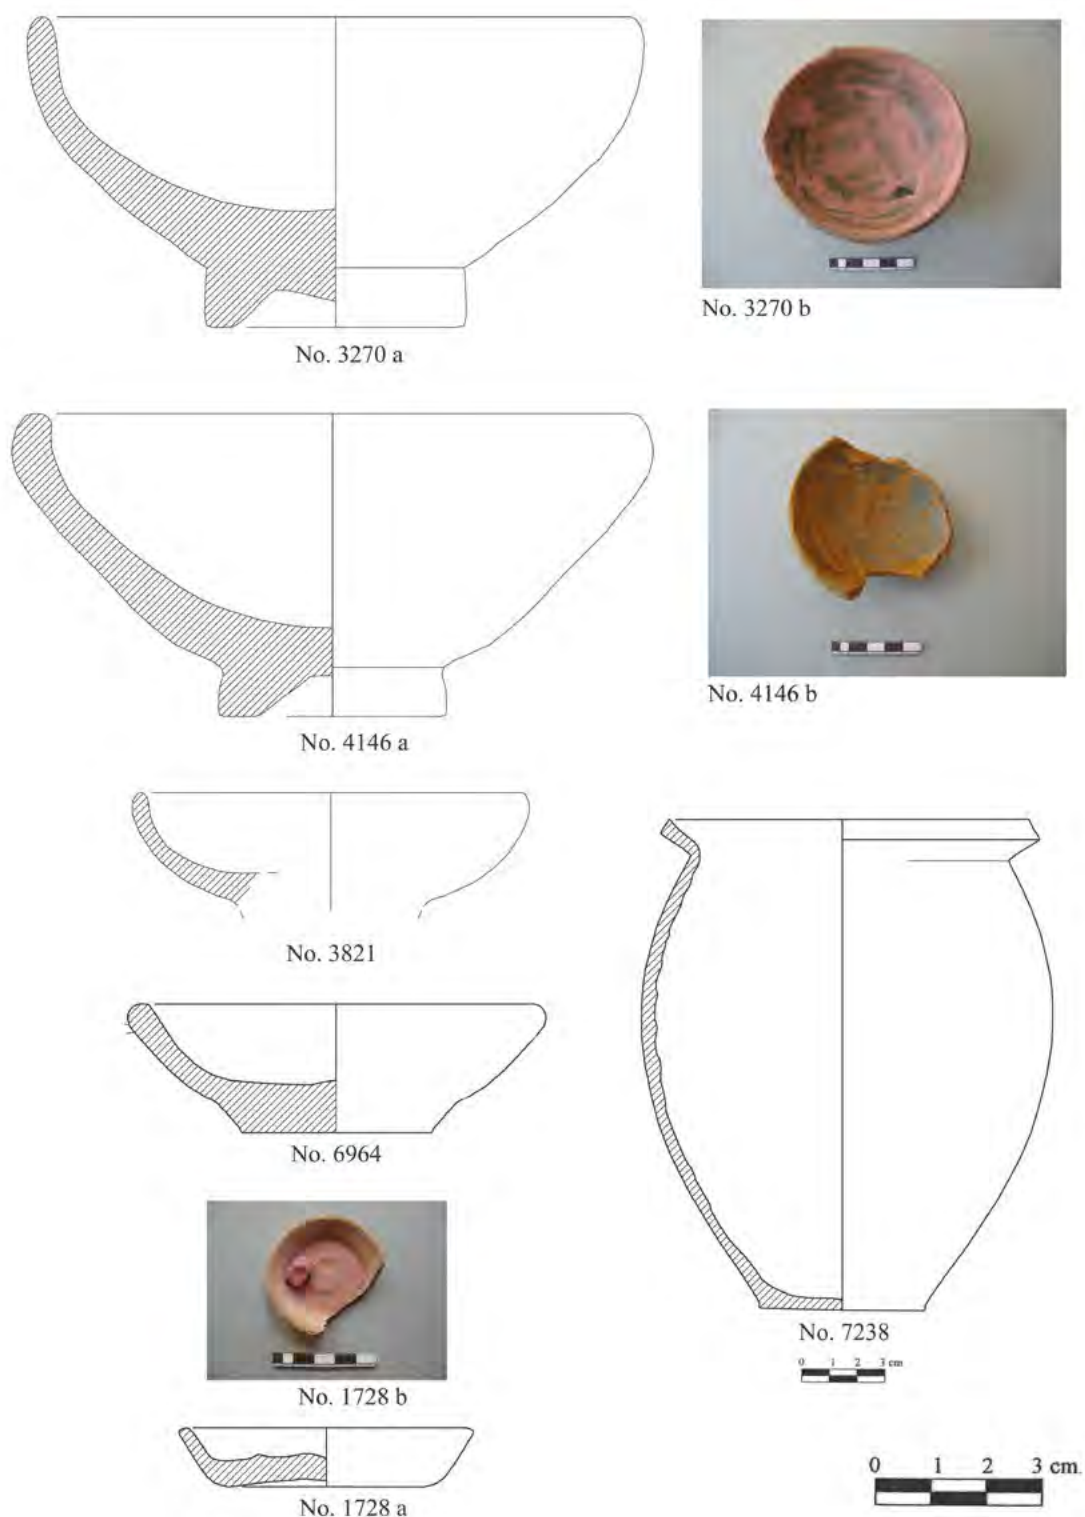 No. 3270 a
No. 3270 b
No. 4146 a
No. 4146 b
No. 3821
No. 6964
No. 7238
0 1 2 3 cm
No. 1728 b
No. 1728 a
0 1 2 3 cm.